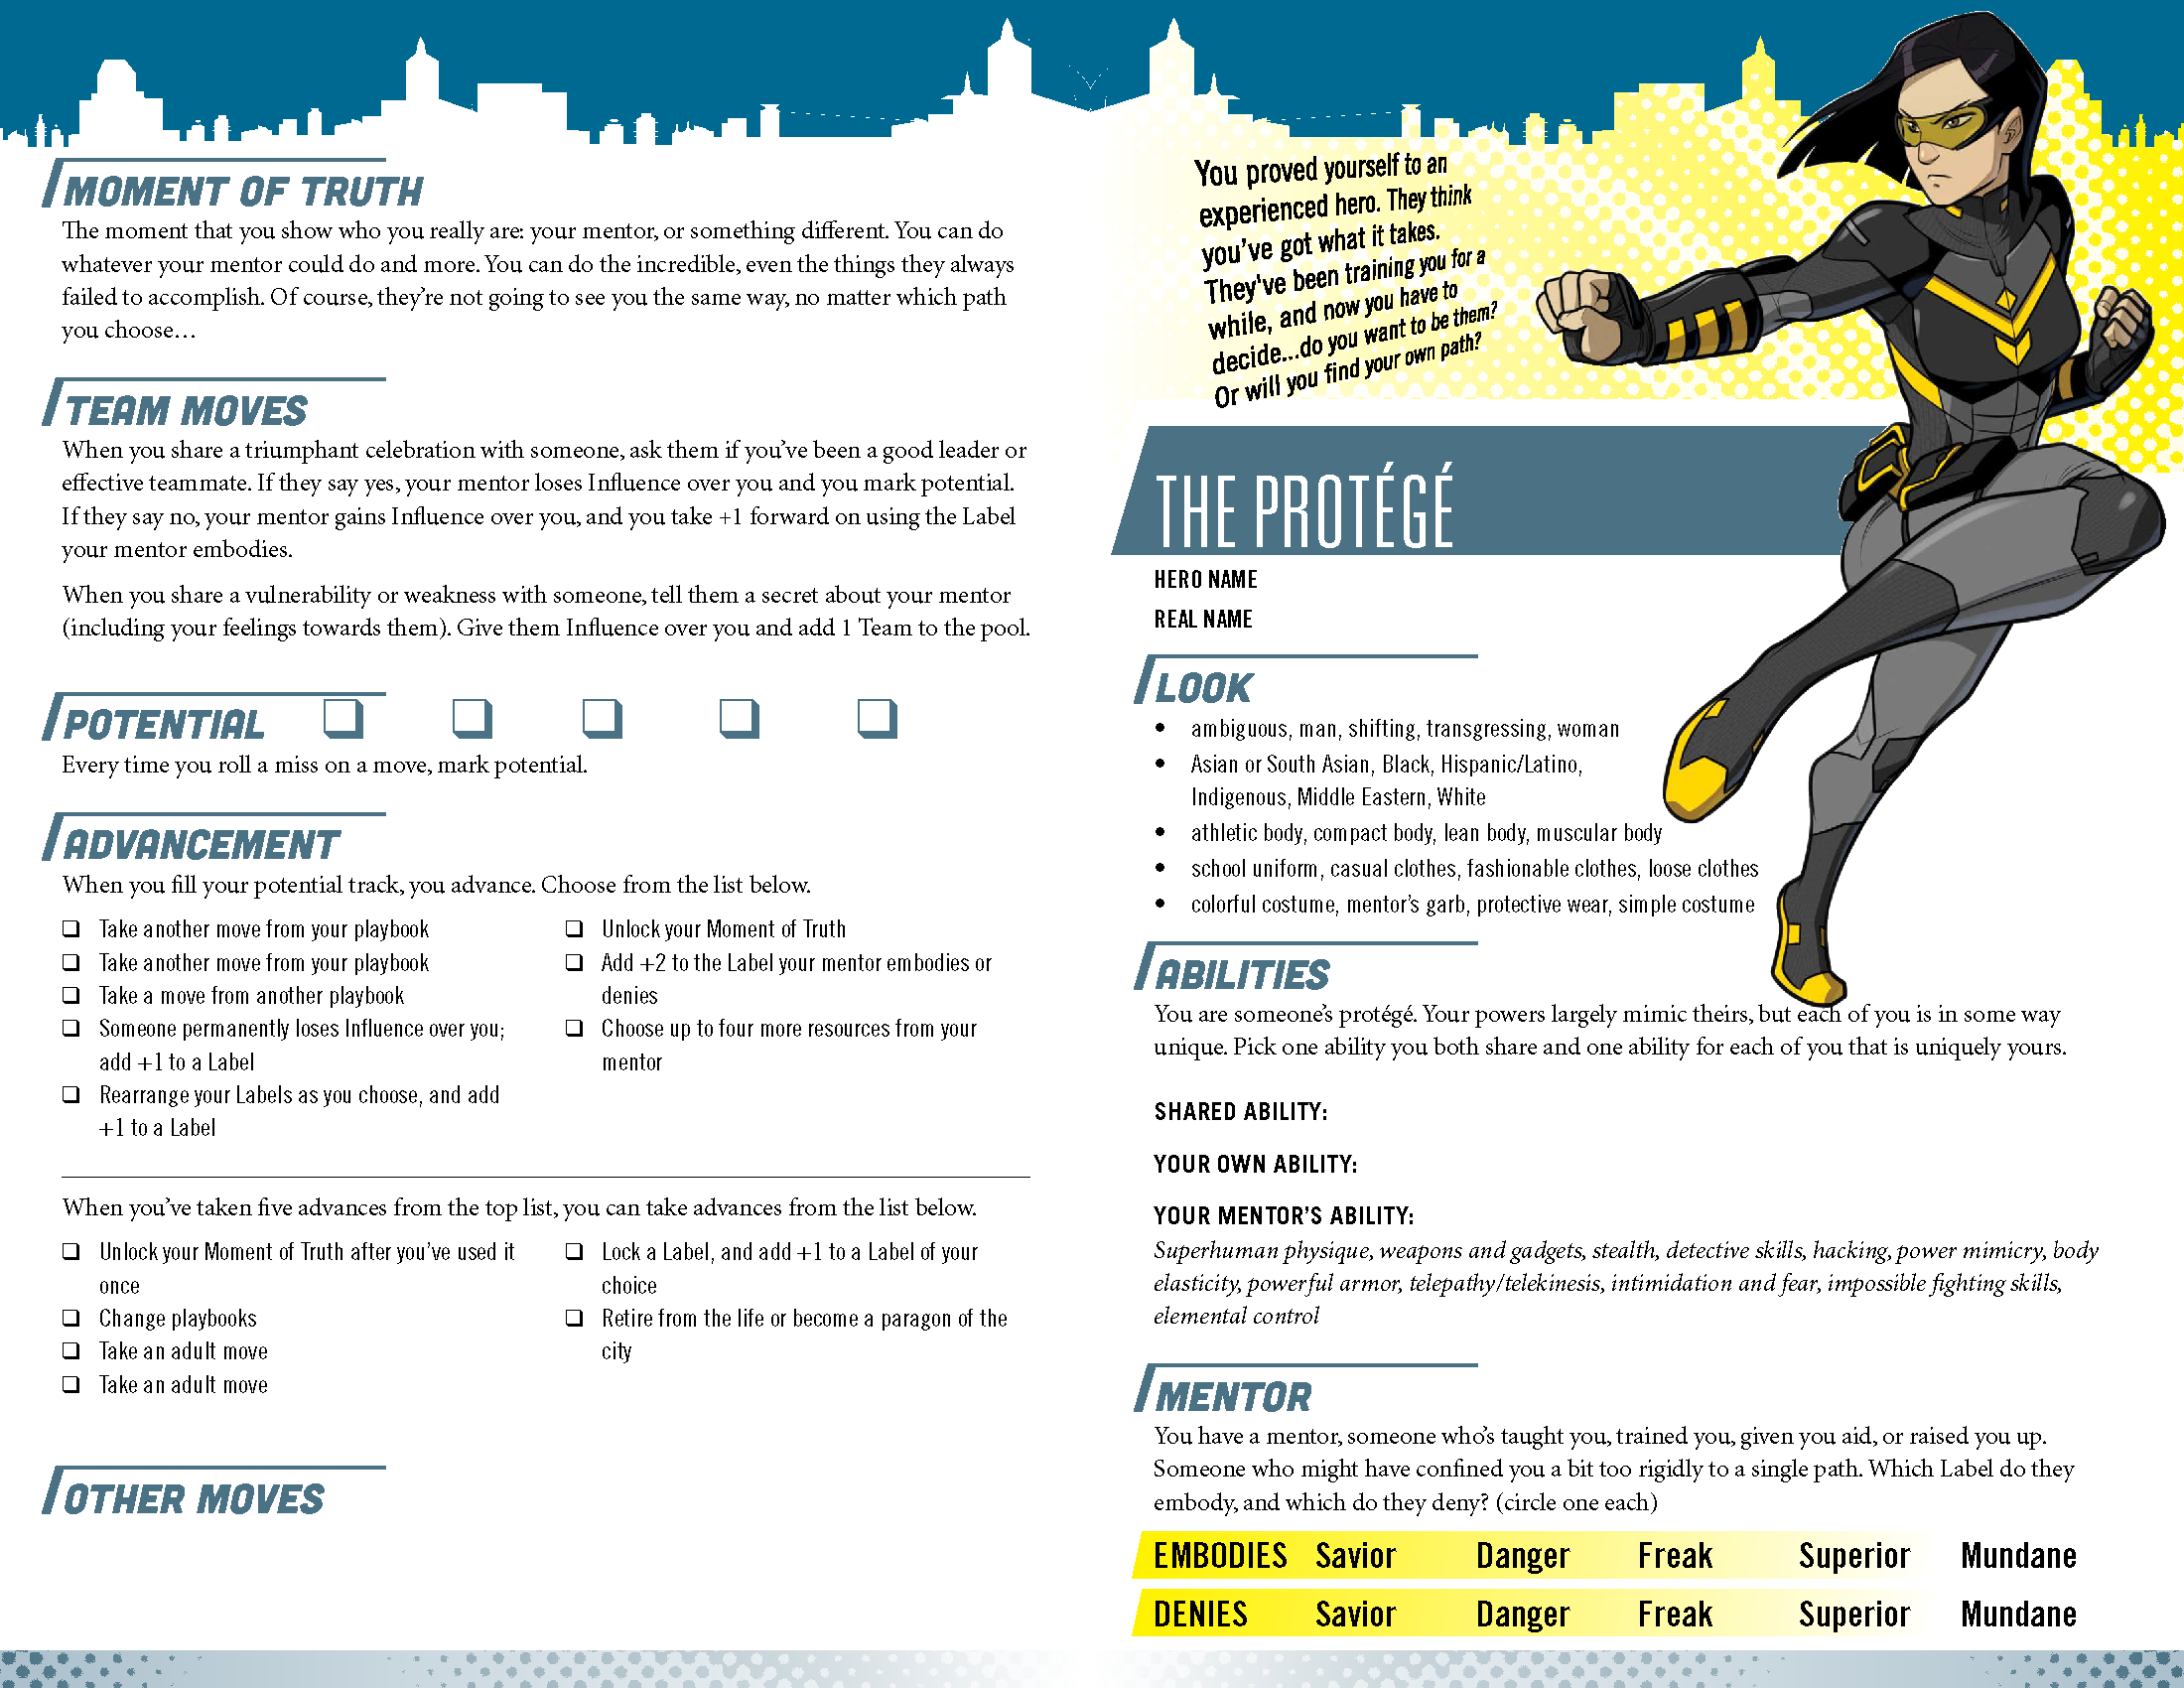 MOMENT OF TRUTH
The moment that you show who you really are: your mentor, or something different. You can do
whatever your mentor could do and more. You can do the incredible, even the things they always
failed to accomplish. Of course, they're not going to see you the same way, no matter which path
you choose…
TEAM MOVES
When you share a triumphant celebration with someone, ask them if you've been a good leader or
effective teammate. If they say yes, your mentor loses Influence over you and you mark potential.
If they say no, your mentor gains Influence over you, and you take +1 forward on using the Label
your mentor embodies.
When you share a vulnerability or weakness with someone, tell them a secret about your mentor
(including your feelings towards them). Give them Influence over you and add 1 Team to the pool.
POTENTIAL ❑ ❑ ❑ ❑ ❑
Every time you roll a miss on a move, mark potential.
ADVANCEMENT
When you fill your potential track, you advance. Choose from the list below.
❑ Take another move from your playbook
❑ Take another move from your playbook
❑ Take a move from another playbook
❑ Someone permanently loses Influence over you;
add +1 to a Label
❑ Rearrange your Labels as you choose, and add
+1 to a Label
❑ Unlock your Moment of Truth
❑ Add +2 to the Label your mentor embodies or
denies
❑ Choose up to four more resources from your
mentor
When you've taken five advances from the top list, you can take advances from the list below.
❑ Unlock your Moment of Truth after you've used it
once
❑ Change playbooks
❑ Take an adult move
❑ Take an adult move
❑ Lock a Label, and add +1 to a Label of your
choice
❑ Retire from the life or become a paragon of the
city
OTHER MOVES
You proved yourself to an
experienced hero. They think
you've got what it takes.
They've been training you for a
while, and now you have to
decide...do you want to be them?
Or will you find your own path?
THE PROTÉGÉ
HERO NAME
REAL NAME
LOOK
• ambiguous, man, shifting, transgressing, woman
• Asian or South Asian, Black, Hispanic/Latino,
Indigenous, Middle Eastern, White
• athletic body, compact body, lean body, muscular body
• school uniform, casual clothes, fashionable clothes, loose clothes
• colorful costume, mentor's garb, protective wear, simple costume
ABILITIES
You are someone's protégé. Your powers largely mimic theirs, but each of you is in some way
unique. Pick one ability you both share and one ability for each of you that is uniquely yours.
SHARED ABILITY:
YOUR OWN ABILITY:
YOUR MENTOR'S ABILITY:
Superhuman physique, weapons and gadgets, stealth, detective skills, hacking, power mimicry, body
elasticity, powerful armor, telepathy/telekinesis, intimidation and fear, impossible fighting skills,
elemental control
MENTOR
You have a mentor, someone who's taught you, trained you, given you aid, or raised you up.
Someone who might have confined you a bit too rigidly to a single path. Which Label do they
embody, and which do they deny? (circle one each)
EMBODIES Savior Danger Freak Superior Mundane
DENIES Savior Danger Freak Superior Mundane